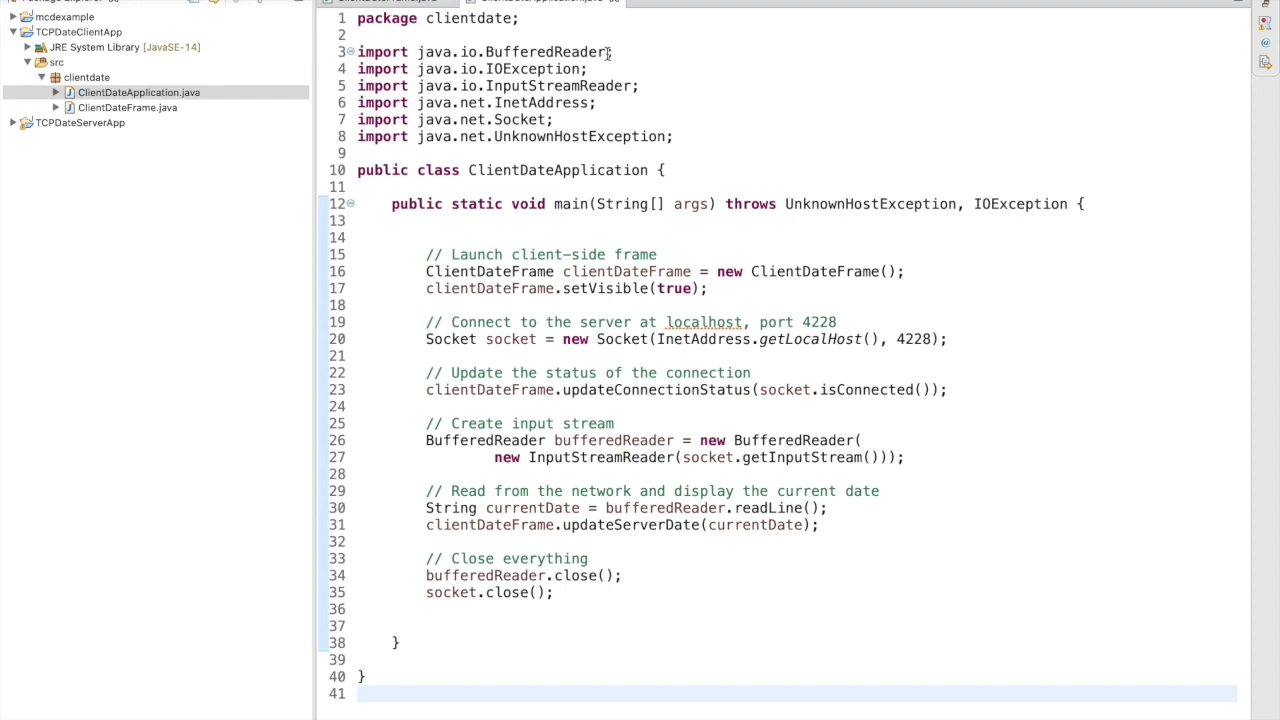 mcdexample
TCPDateClientApp
JRE System Library [JavaSE-14]
src
clientdate
ClientDateApplication.java
ClientDateFrame.java
TCPDateServerApp
1 package clientdate;
2
3 import java.io.BufferedReader;
4 import java.io.IOException;
5 import java.io.InputStreamReader;
6 import java.net.InetAddress;
7 import java.net.Socket;
8 import java.net.UnknownHostException;
9
10 public class ClientDateApplication {
11
12 public static void main(String[] args) throws UnknownHostException, IOException {
13
14
15 // Launch client-side frame
16 ClientDateFrame clientDateFrame = new ClientDateFrame();
17 clientDateFrame.setVisible(true);
18
19 // Connect to the server at localhost, port 4228
20 Socket socket = new Socket(InetAddress.getLocalHost(), 4228);
21
22 // Update the status of the connection
23 clientDateFrame.updateConnectionStatus(socket.isConnected());
24
25 // Create input stream
26 BufferedReader bufferedReader = new BufferedReader(
27 new InputStreamReader(socket.getInputStream()));
28
29 // Read from the network and display the current date
30 String currentDate = bufferedReader.readLine();
31 clientDateFrame.updateServerDate(currentDate);
32
33 // Close everything
34 bufferedReader.close();
35 socket.close();
36
37
38 }
39
40 }
41